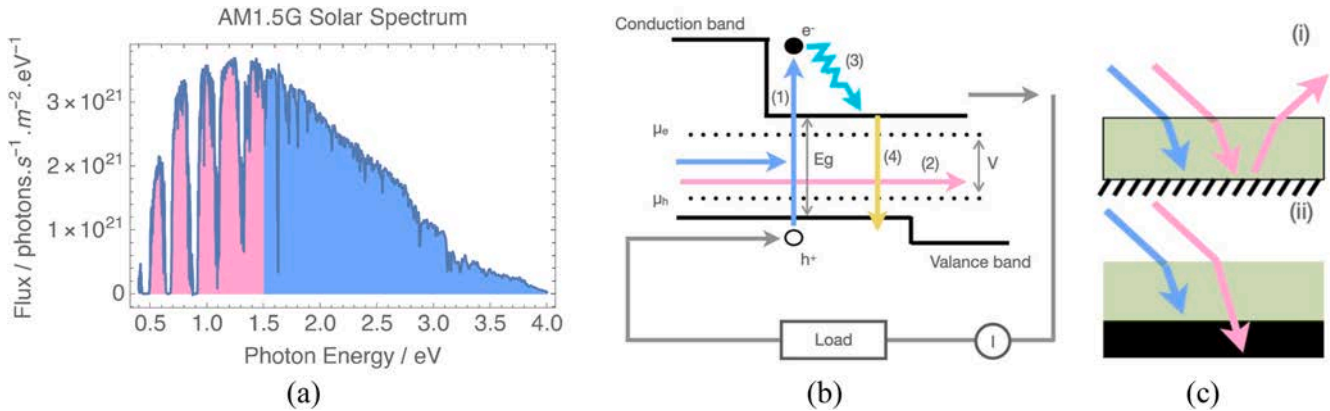 AM1.5G Solar Spectrum
Flux / photons.s⁻¹.m⁻².eV⁻¹
3 × 10²¹
2 × 10²¹
1 × 10²¹
0
0.5 1.0 1.5 2.0 2.5 3.0 3.5 4.0
Photon Energy / eV
(a)
Conduction band
e⁻
(3)
(1)
μₑ
Eg
(4)
(2)
V
μₕ
h⁺
Valance band
Load
I
(b)
(i)
(ii)
(c)